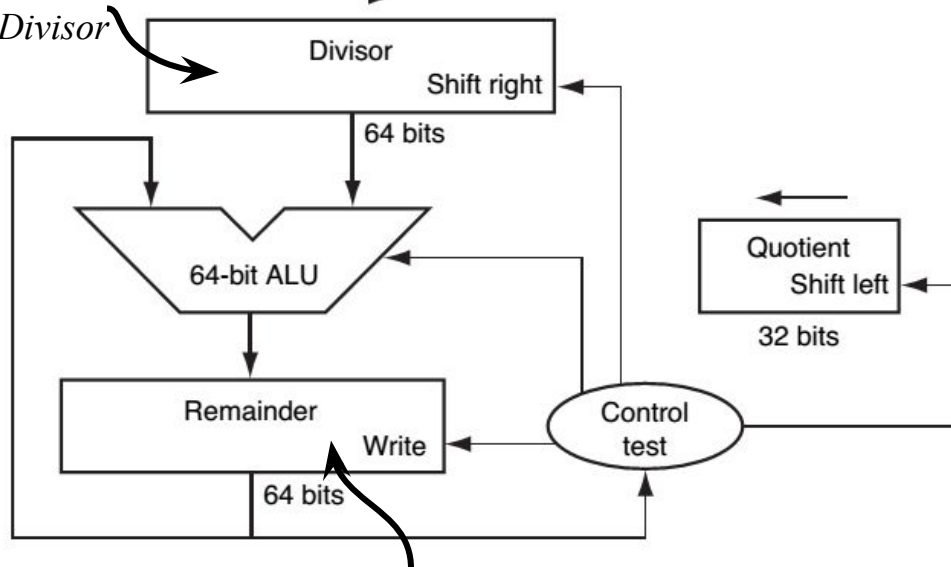 Divisor
Divisor
Shift right
64 bits
64-bit ALU
Quotient
Shift left
32 bits
Remainder
Write
64 bits
Control
test